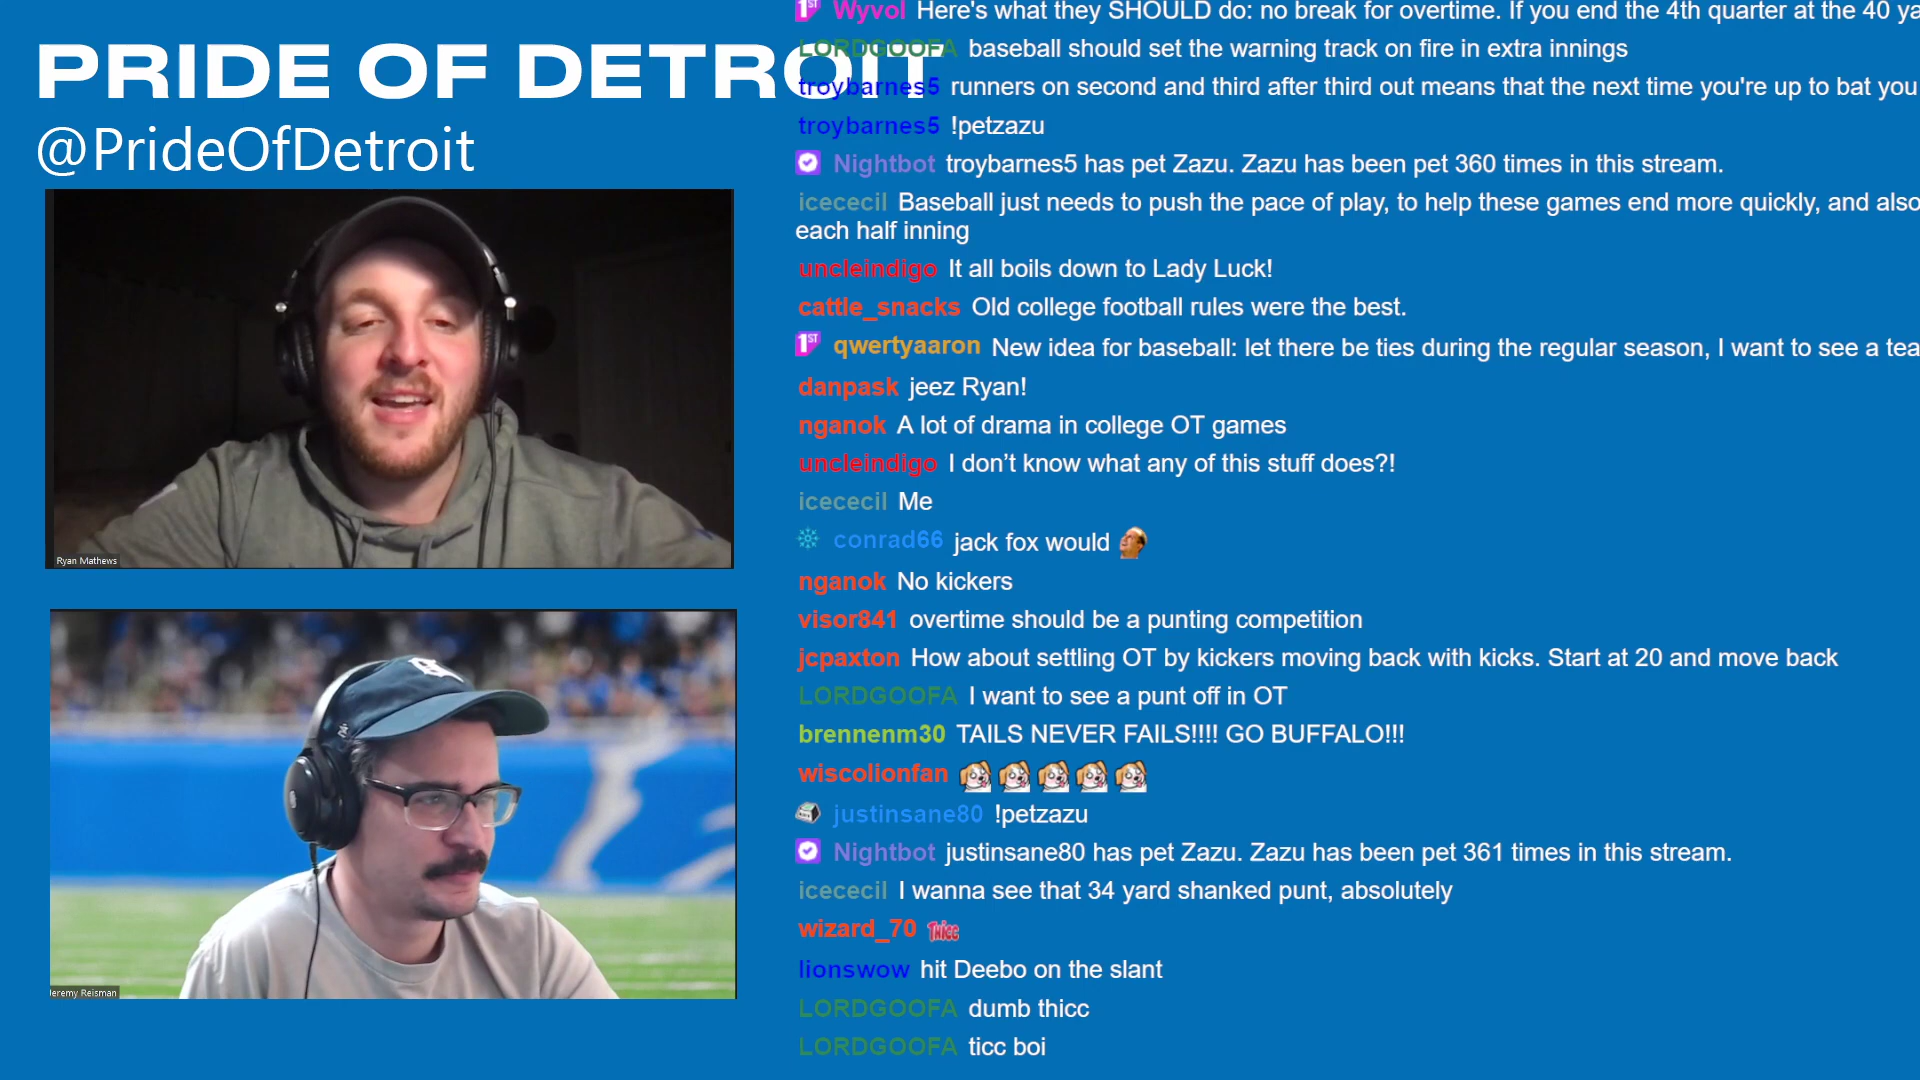 PRIDE OF DETROIT
@PrideOfDetroit
Ryan Mathews
Jeremy Reisman
1ST Wyvol Here's what they SHOULD do: no break for overtime. If you end the 4th quarter at the 40 ya
LORDGOOFA baseball should set the warning track on fire in extra innings
troybarnes5 runners on second and third after third out means that the next time you're up to bat you
troybarnes5 !petzazu
Nightbot troybarnes5 has pet Zazu. Zazu has been pet 360 times in this stream.
icececil Baseball just needs to push the pace of play, to help these games end more quickly, and also
each half inning
uncleindigo It all boils down to Lady Luck!
cattle_snacks Old college football rules were the best.
1ST qwertyaaron New idea for baseball: let there be ties during the regular season, I want to see a tea
danpask jeez Ryan!
nganok A lot of drama in college OT games
uncleindigo I don’t know what any of this stuff does?!
icececil Me
conrad66 jack fox would
nganok No kickers
visor841 overtime should be a punting competition
jcpaxton How about settling OT by kickers moving back with kicks. Start at 20 and move back
LORDGOOFA I want to see a punt off in OT
brennenm30 TAILS NEVER FAILS!!!! GO BUFFALO!!!
wiscolionfan
justinsane80 !petzazu
Nightbot justinsane80 has pet Zazu. Zazu has been pet 361 times in this stream.
icececil I wanna see that 34 yard shanked punt, absolutely
wizard_70 Thicc
lionswow hit Deebo on the slant
LORDGOOFA dumb thicc
LORDGOOFA ticc boi